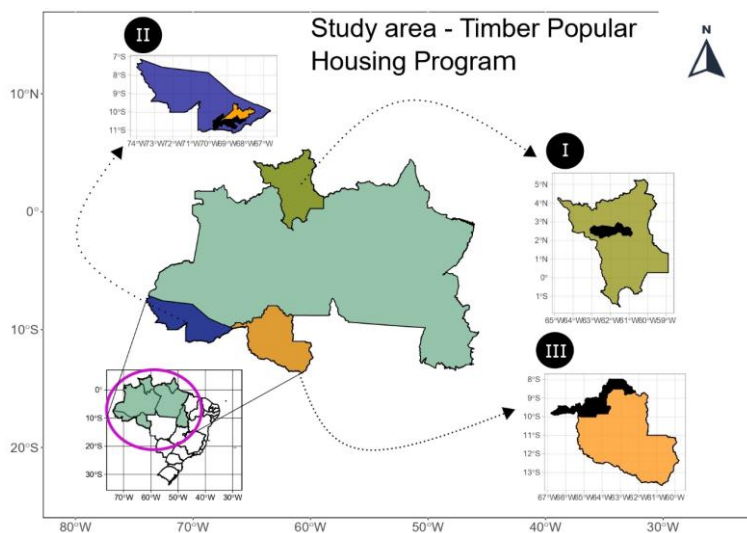 Study area - Timber Popular
Housing Program
N
II
7°S
8°S
9°S
10°S
11°S
74°W73°W72°W71°W70°W69°W68°W67°W
I
5°N
4°N
3°N
2°N
1°N
0°
1°S
65°W64°W63°W62°W61°W60°W59°W
III
8°S
9°S
10°S
11°S
12°S
13°S
67°W66°W65°W64°W63°W62°W61°W60°W
0°
10°S
20°S
30°S
70°W 60°W 50°W 40°W 30°W
10°N
0°
10°S
20°S
80°W 70°W 60°W 50°W 40°W 30°W